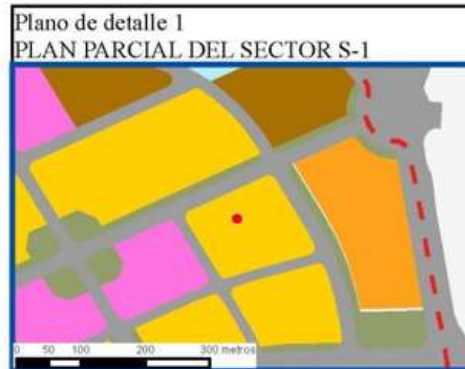 Plano de detalle 1
PLAN PARCIAL DEL SECTOR S-1
0 50 100 200 300 metros